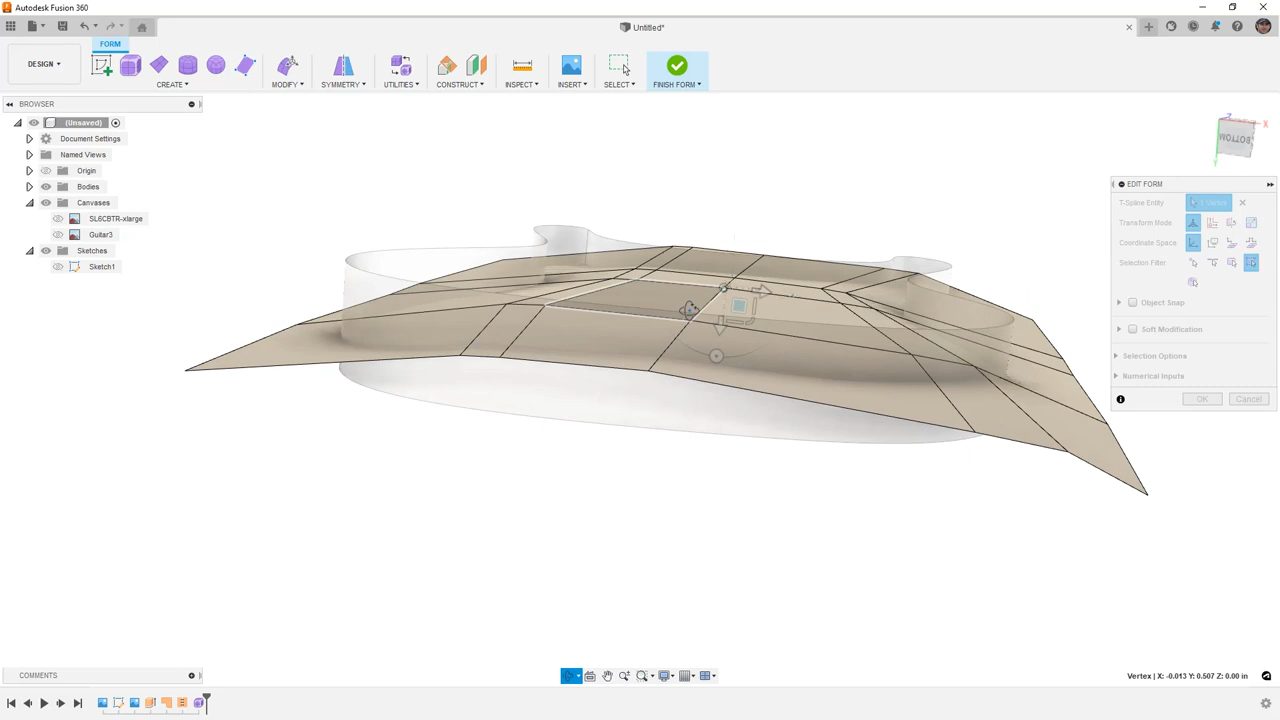 Autodesk Fusion 360
Untitled*
FORM
DESIGN
CREATE
MODIFY
SYMMETRY
UTILITIES
CONSTRUCT
INSPECT
INSERT
SELECT
FINISH FORM
BROWSER
(Unsaved)
Document Settings
Named Views
Origin
Bodies
Canvases
SL6CBTR-xlarge
Guitar3
Sketches
Sketch1
Z
X
Y
BOTTOM
EDIT FORM
T-Spline Entity
1 Vertex
Transform Mode
Coordinate Space
Selection Filter
Object Snap
Soft Modification
Selection Options
Numerical Inputs
OK
Cancel
COMMENTS
Vertex | X: -0.013 Y: 0.507 Z: 0.00 in